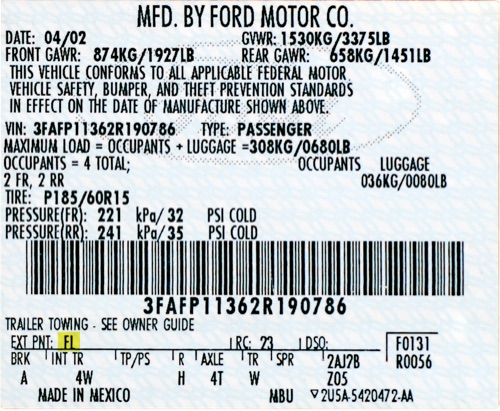 MFD. BY FORD MOTOR CO.
DATE: 04/02 GVWR: 1530KG/3375LB
FRONT GAWR: 874KG/1927LB REAR GAWR: 658KG/1451LB
THIS VEHICLE CONFORMS TO ALL APPLICABLE FEDERAL MOTOR
VEHICLE SAFETY, BUMPER, AND THEFT PREVENTION STANDARDS
IN EFFECT ON THE DATE OF MANUFACTURE SHOWN ABOVE.
VIN: 3FAFP11362R190786 TYPE: PASSENGER
MAXIMUM LOAD = OCCUPANTS + LUGGAGE =308KG/0680LB
OCCUPANTS = 4 TOTAL; OCCUPANTS LUGGAGE
2 FR, 2 RR 036KG/0080LB
TIRE: P185/60R15
PRESSURE(FR): 221 kPa/ 32 PSI COLD
PRESSURE(RR): 241 kPa/ 35 PSI COLD
3FAFP11362R190786
TRAILER TOWING - SEE OWNER GUIDE
EXT PNT: FL RC: 23 DSO: F0131
BRK INT TR TP/PS R AXLE TR SPR 2AJ2B R0056
A 4W H 4T W Z05
MADE IN MEXICO MBU ▽2U5A-5420472-AA